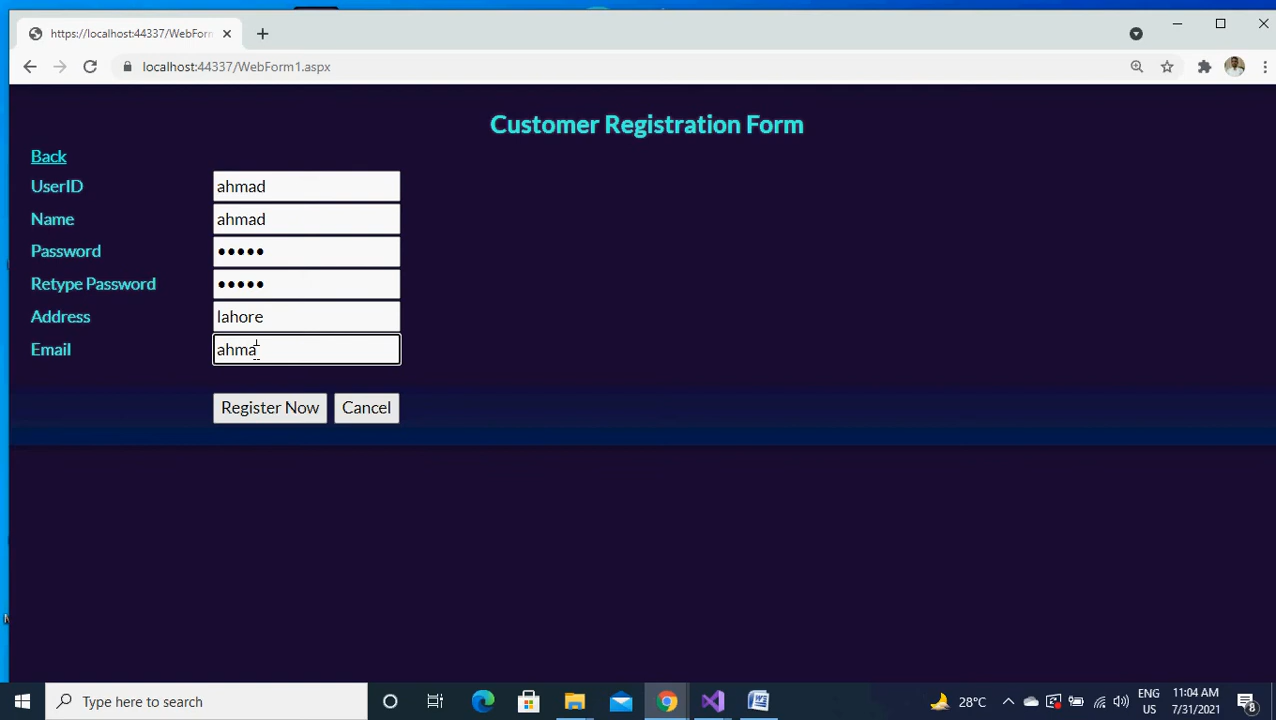 https://localhost:44337/WebForm
localhost:44337/WebForm1.aspx
Customer Registration Form
Back
UserID ahmad
Name ahmad
Password •••••
Retype Password •••••
Address lahore
Email ahma
Register Now Cancel
Type here to search
28°C
ENG
US
11:04 AM
7/31/2021
8